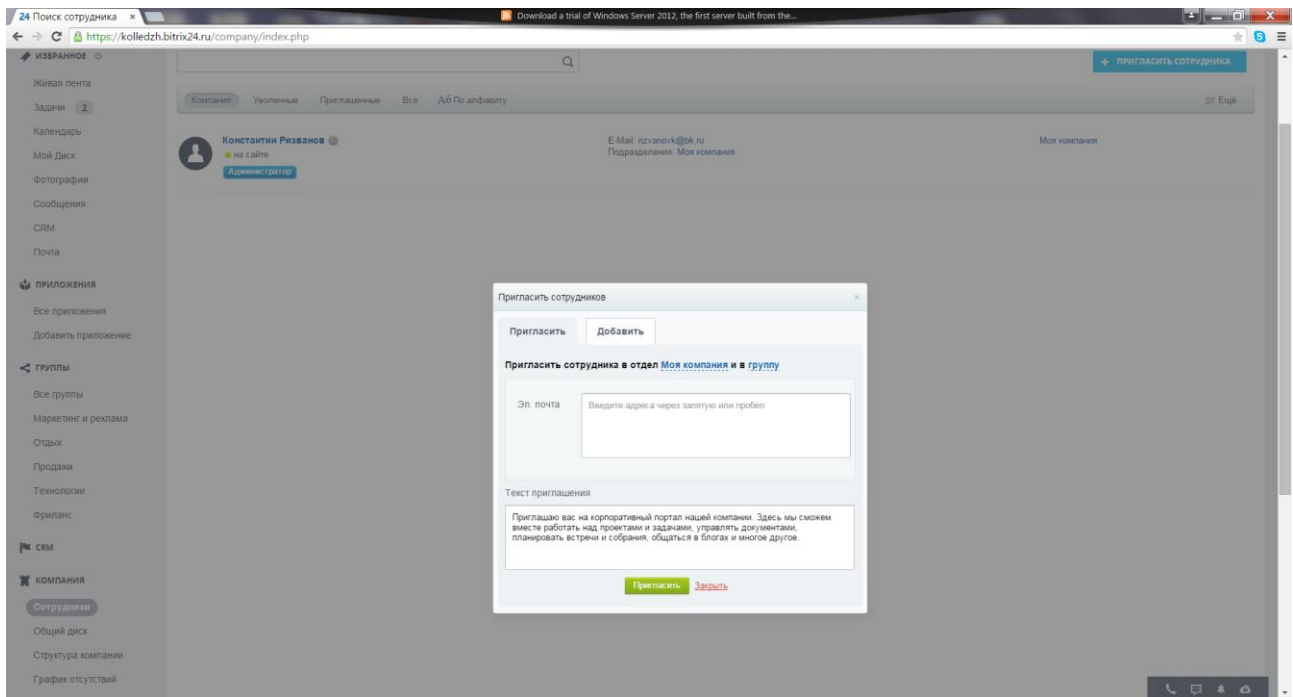 24 Поиск сотрудника ×
Download a trial of Windows Server 2012, the first server built from the...
https://kolledzh.bitrix24.ru/company/index.php
ИЗБРАННОЕ
Живая лента
Задачи 2
Календарь
Мой Диск
Фотографии
Сообщения
CRM
Почта
ПРИЛОЖЕНИЯ
Все приложения
Добавить приложение
ГРУППЫ
Все группы
Маркетинг и реклама
Отдых
Продажи
Технологии
Фриланс
CRM
КОМПАНИЯ
Сотрудники
Общий диск
Структура компании
График отсутствий
+ ПРИГЛАСИТЬ СОТРУДНИКА
Компания Уволенные Приглашенные Все Аб По алфавиту Ещё
Константин Ризванов
на сайте
Администратор
E-Mail: rizvanovk@bk.ru
Подразделения: Моя компания
Моя компания
Пригласить сотрудников ×
Пригласить Добавить
Пригласить сотрудника в отдел Моя компания и в группу
Эл. почта
Введите адреса через запятую или пробел
Текст приглашения
Приглашаю вас на корпоративный портал нашей компании. Здесь мы сможем
вместе работать над проектами и задачами, управлять документами,
планировать встречи и собрания, общаться в блогах и многое другое.
Пригласить Закрыть